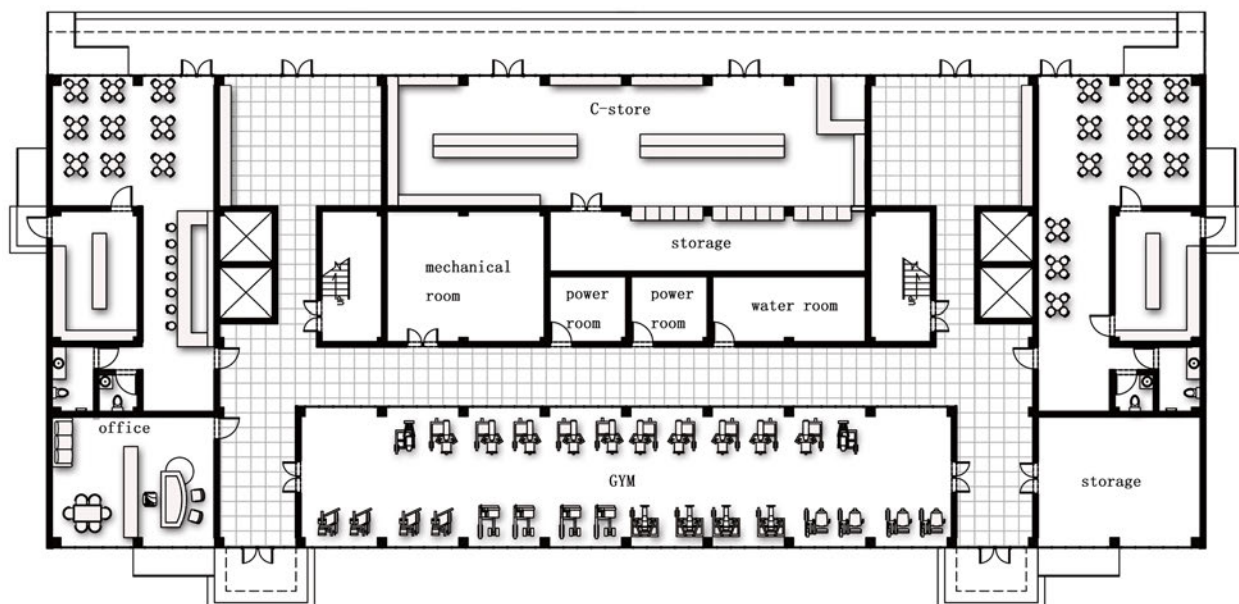 C-store
storage
mechanical
room
power
room
power
room
water room
office
GYM
storage